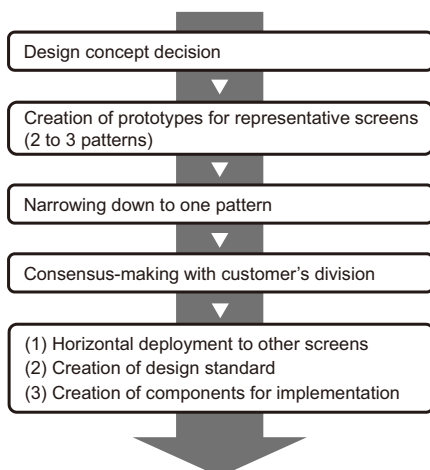 Design concept decision
Creation of prototypes for representative screens
(2 to 3 patterns)
Narrowing down to one pattern
Consensus-making with customer’s division
(1) Horizontal deployment to other screens
(2) Creation of design standard
(3) Creation of components for implementation